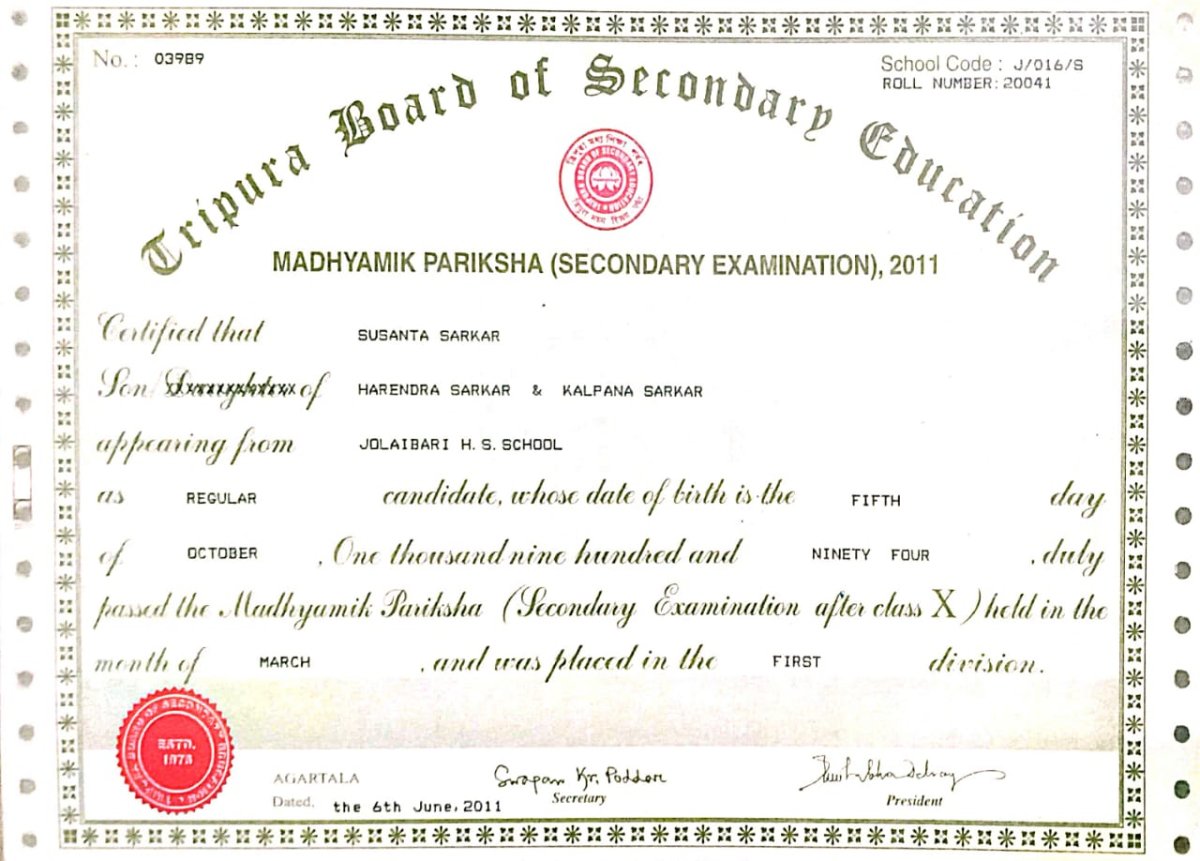 No. : 03989
School Code : J/016/S
ROLL NUMBER: 20041
Tripura Board of Secondary Education
MADHYAMIK PARIKSHA (SECONDARY EXAMINATION), 2011
Certified that SUSANTA SARKAR
Son/Daughter of HARENDRA SARKAR & KALPANA SARKAR
appearing from JOLAIBARI H. S. SCHOOL
as REGULAR candidate, whose date of birth is the FIFTH day
of OCTOBER , One thousand nine hundred and NINETY FOUR , duly
passed the Madhyamik Pariksha (Secondary Examination after class X) held in the
month of MARCH , and was placed in the FIRST division.
ESTD.
1973
AGARTALA
Dated. the 6th June, 2011
Swapan Kr. Poddar
Secretary
President